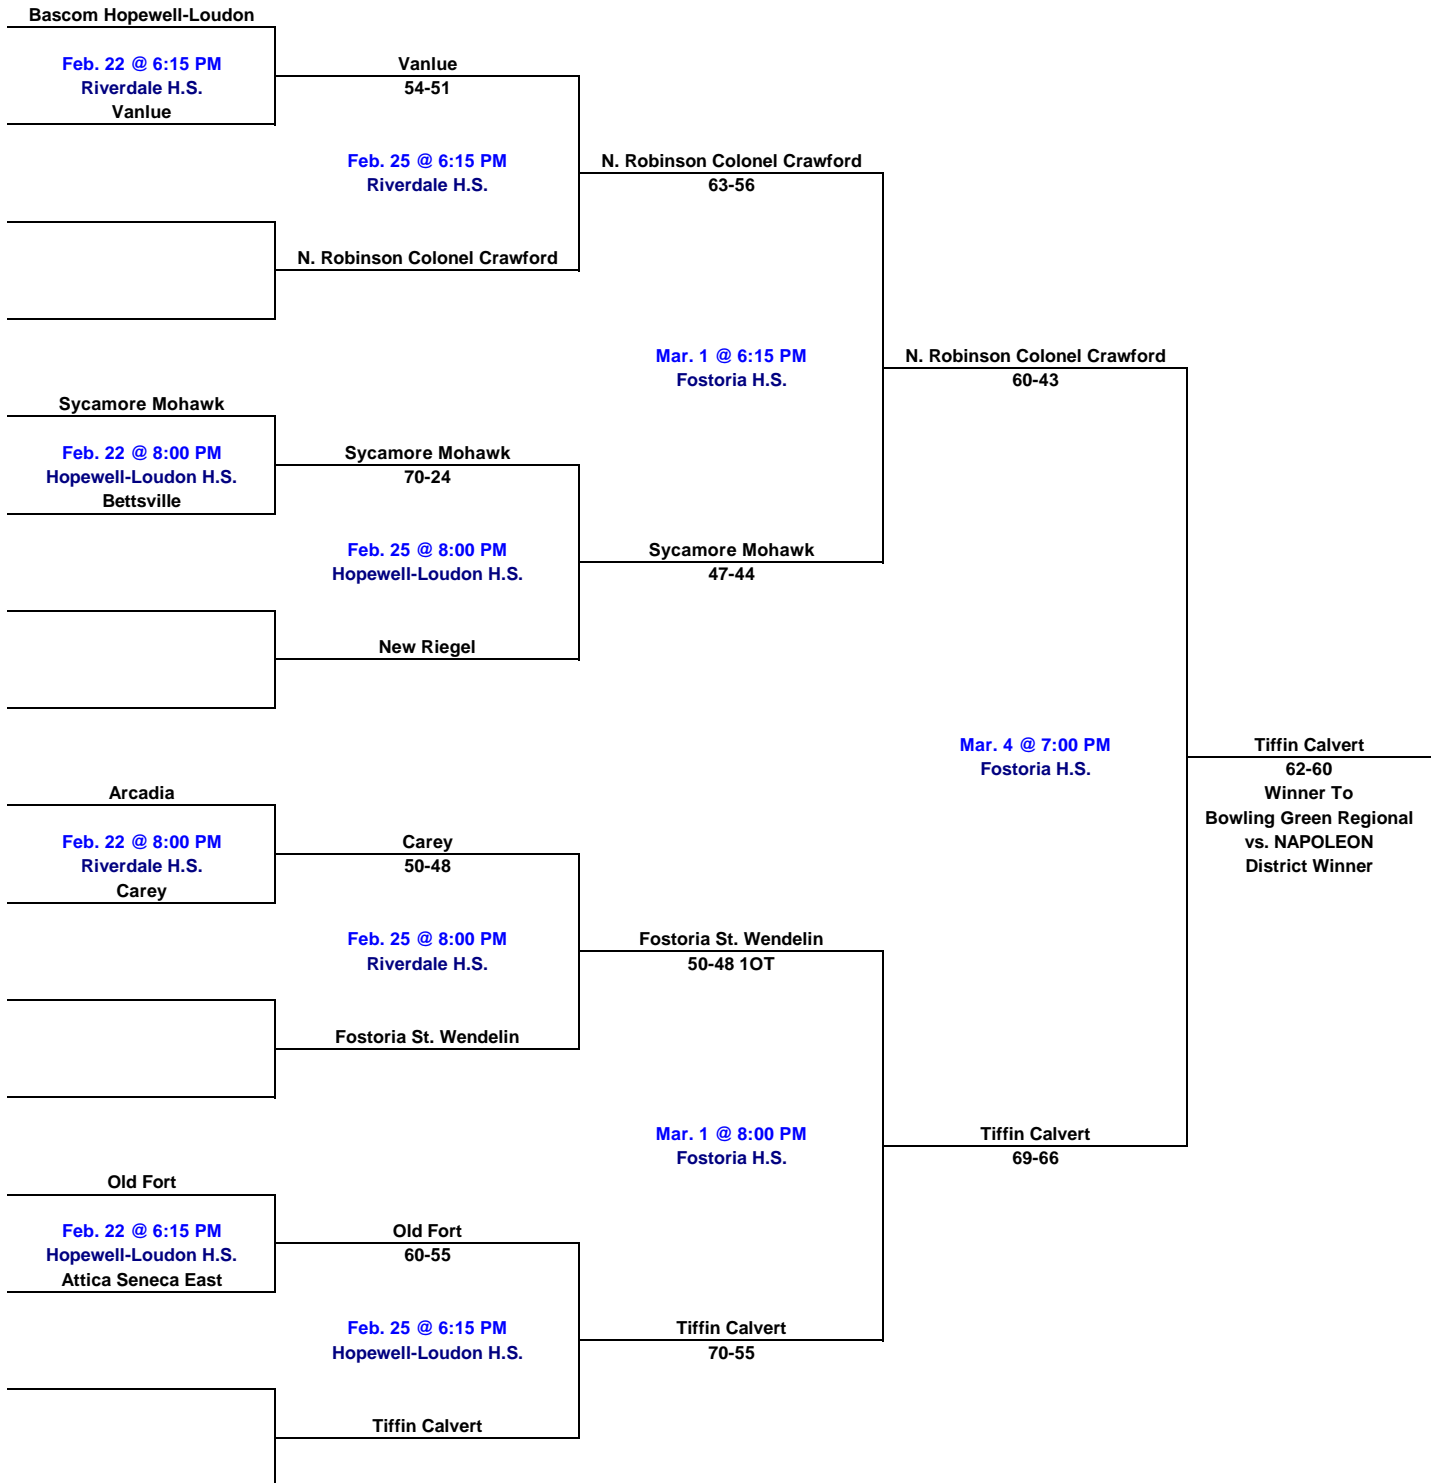 Bascom Hopewell-Loudon
Feb. 22 @ 6:15 PM
Riverdale H.S.
Vanlue
Vanlue
54-51
Feb. 25 @ 6:15 PM
Riverdale H.S.
N. Robinson Colonel Crawford
N. Robinson Colonel Crawford
63-56
Mar. 1 @ 6:15 PM
Fostoria H.S.
N. Robinson Colonel Crawford
60-43
Sycamore Mohawk
Feb. 22 @ 8:00 PM
Hopewell-Loudon H.S.
Bettsville
Sycamore Mohawk
70-24
Feb. 25 @ 8:00 PM
Hopewell-Loudon H.S.
Sycamore Mohawk
47-44
New Riegel
Mar. 4 @ 7:00 PM
Fostoria H.S.
Tiffin Calvert
62-60
Winner To
Bowling Green Regional
vs. NAPOLEON
District Winner
Arcadia
Feb. 22 @ 8:00 PM
Riverdale H.S.
Carey
Carey
50-48
Feb. 25 @ 8:00 PM
Riverdale H.S.
Fostoria St. Wendelin
50-48 1OT
Fostoria St. Wendelin
Mar. 1 @ 8:00 PM
Fostoria H.S.
Tiffin Calvert
69-66
Old Fort
Feb. 22 @ 6:15 PM
Hopewell-Loudon H.S.
Attica Seneca East
Old Fort
60-55
Feb. 25 @ 6:15 PM
Hopewell-Loudon H.S.
Tiffin Calvert
70-55
Tiffin Calvert